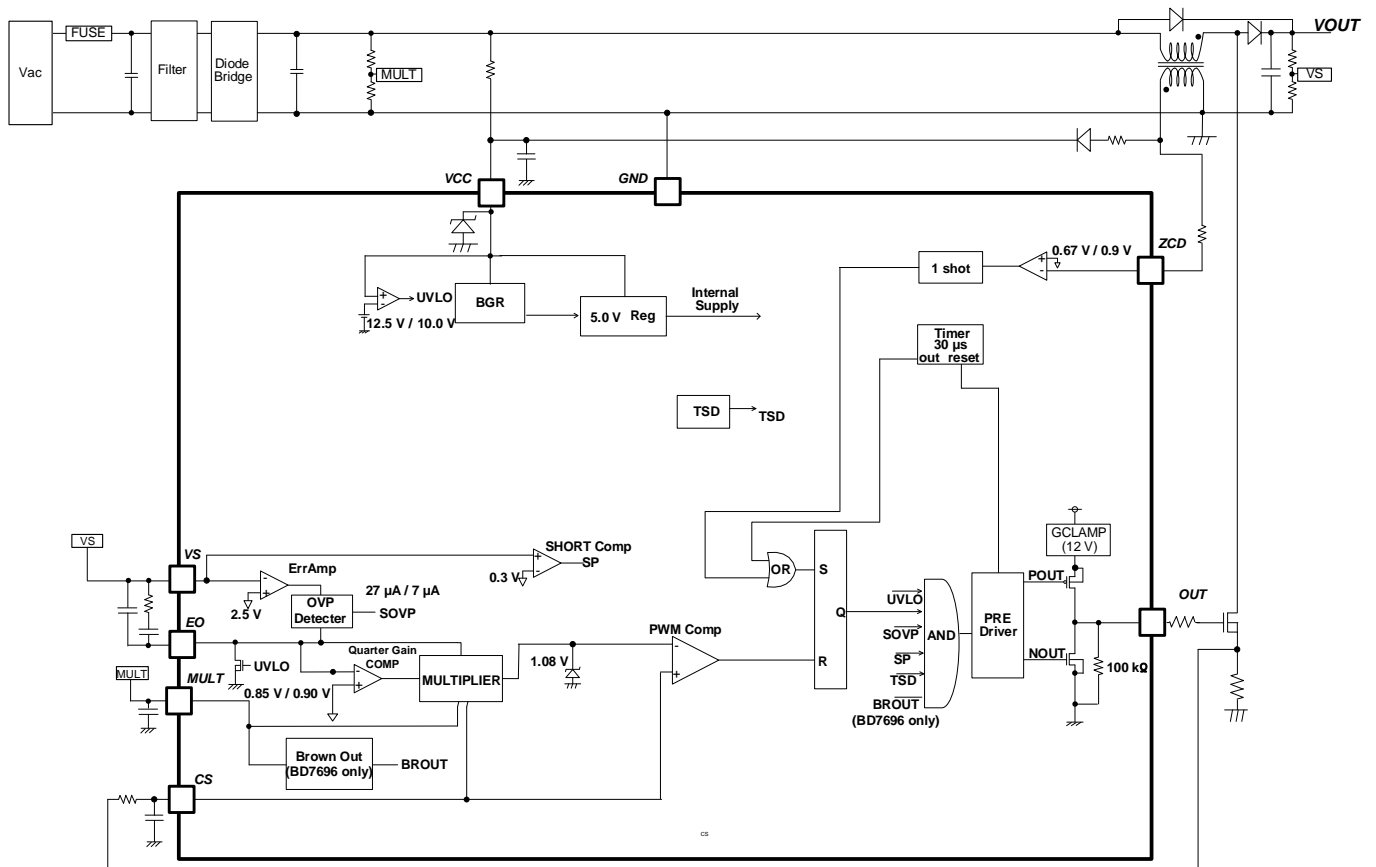 FUSE
VOUT
Vac
Filter
Diode
Bridge
MULT
VS
VCC
GND
ZCD
0.67 V / 0.9 V
1 shot
UVLO
12.5 V / 10.0 V
BGR
5.0 V Reg
Internal
Supply
Timer
30 µs
out reset
TSD
TSD
GCLAMP
(12 V)
VS
VS
ErrAmp
2.5 V
27 µA / 7 µA
OVP
Detecter
SOVP
SHORT Comp
SP
0.3 V
OR
S
Q
R
UVLO
SOVP
SP
TSD
BROUT
(BD7696 only)
AND
PRE
Driver
POUT
NOUT
OUT
100 kΩ
EO
UVLO
Quarter Gain
COMP
0.85 V / 0.90 V
MULTIPLIER
1.08 V
PWM Comp
MULT
MULT
Brown Out
(BD7696 only)
BROUT
CS
cs